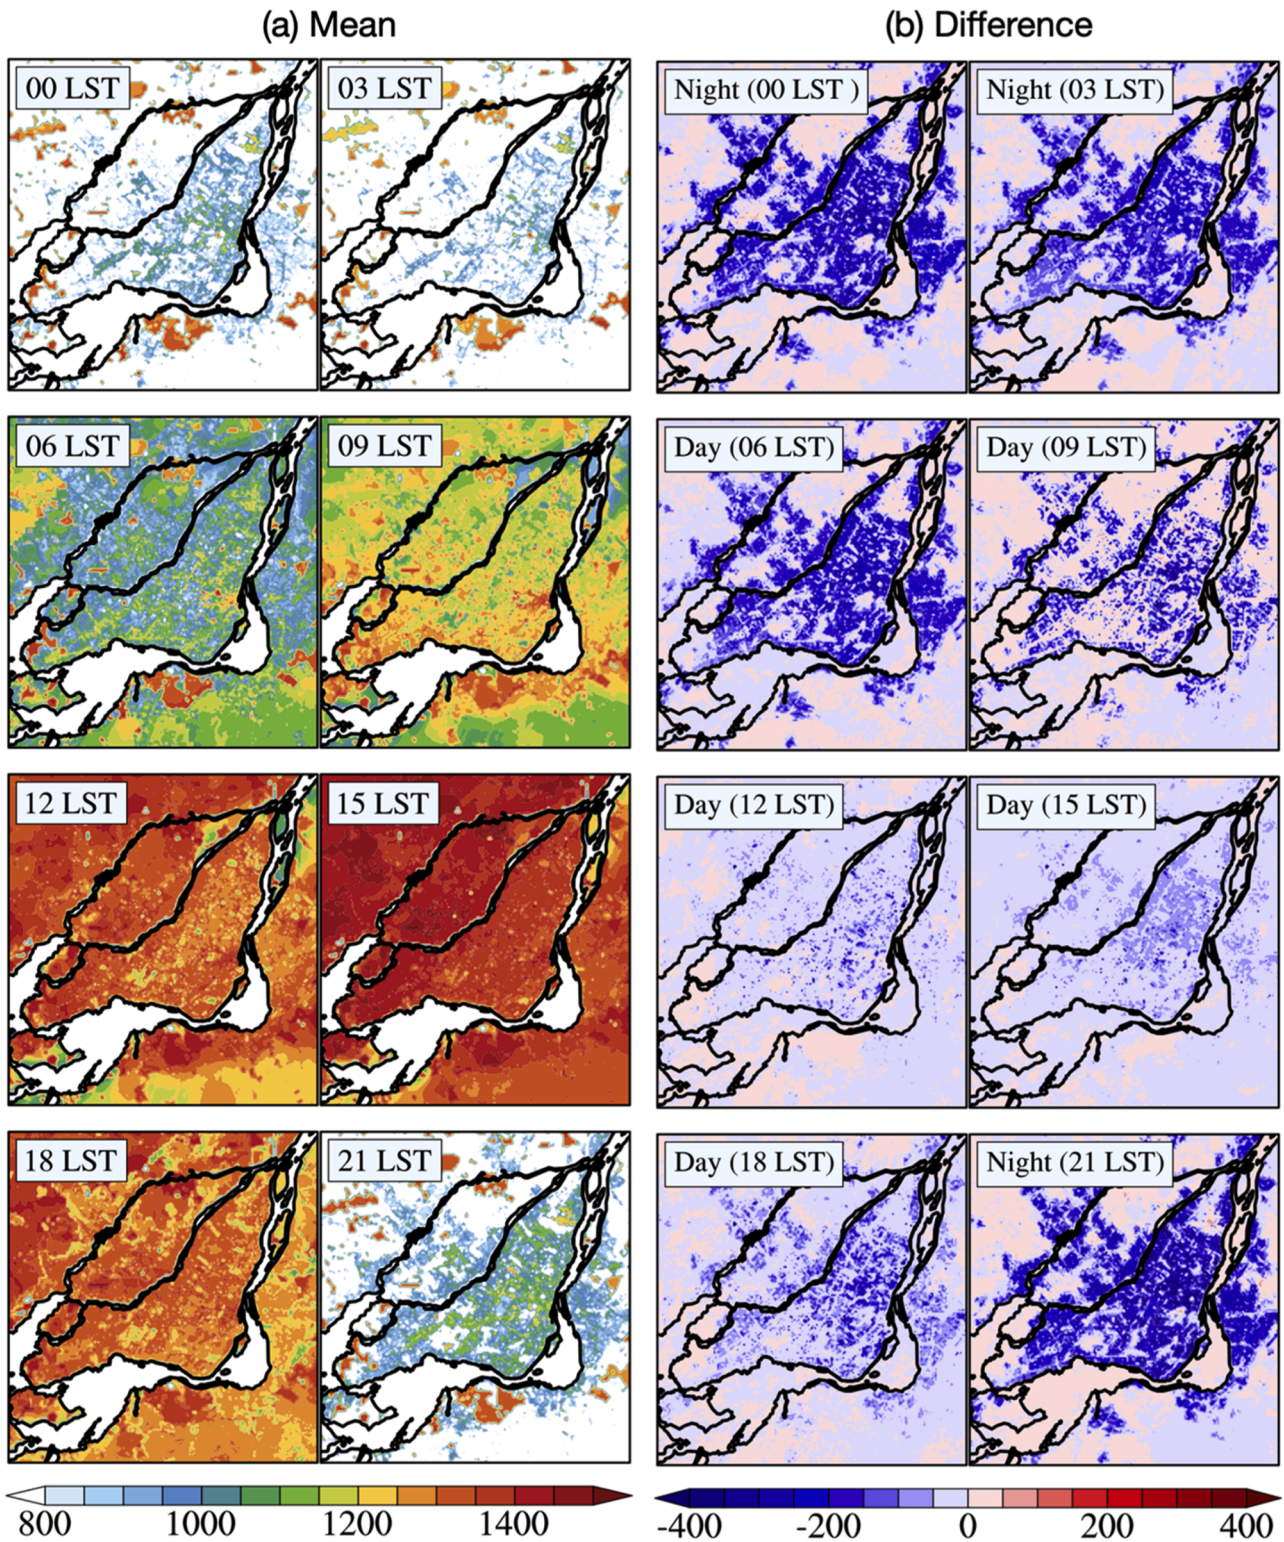 (a) Mean (b) Difference
00 LST 03 LST Night (00 LST ) Night (03 LST)
06 LST 09 LST Day (06 LST) Day (09 LST)
12 LST 15 LST Day (12 LST) Day (15 LST)
18 LST 21 LST Day (18 LST) Night (21 LST)
800 1000 1200 1400 -400 -200 0 200 400